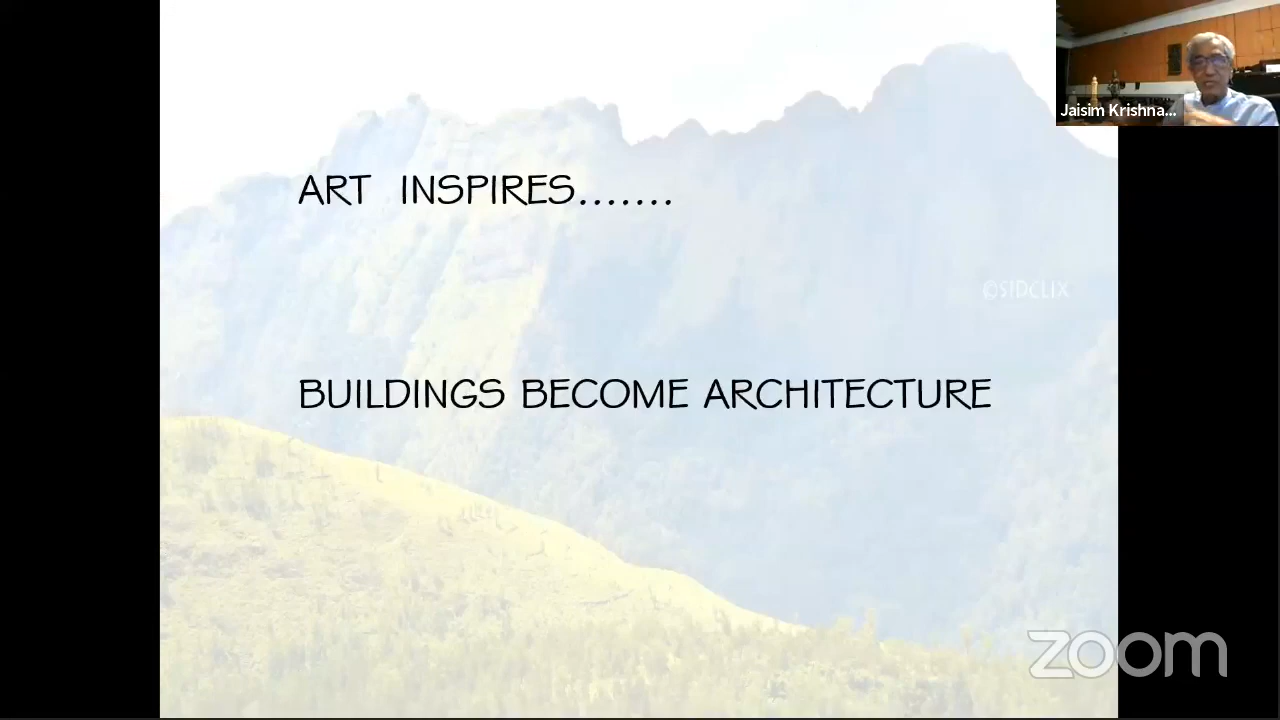 Jaisim Krishna...
ART INSPIRES.......
©SIDCLIX
BUILDINGS BECOME ARCHITECTURE
zoom